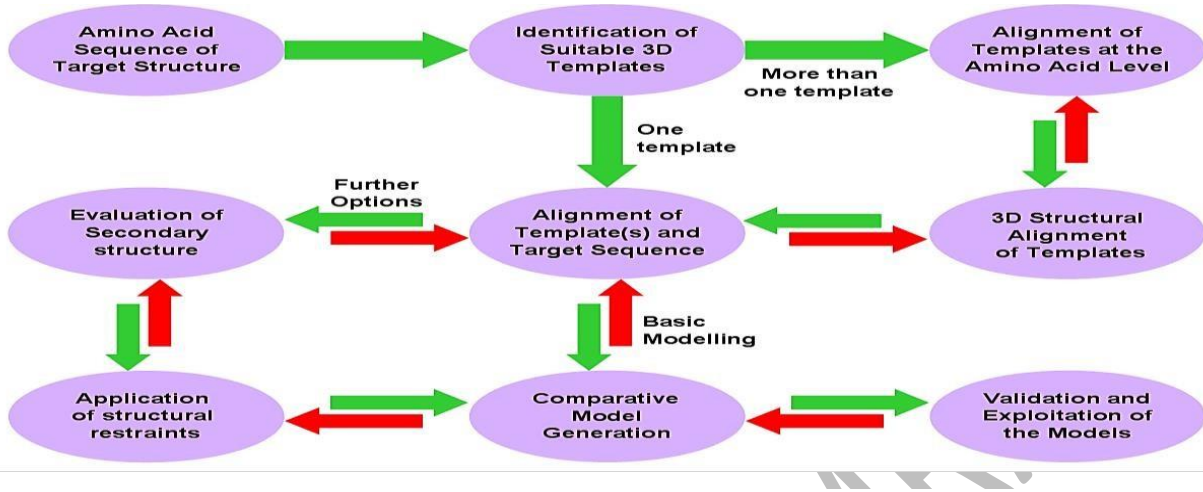 Amino Acid
Sequence of
Target Structure
Identification of
Suitable 3D
Templates
More than
one template
Alignment of
Templates at the
Amino Acid Level
One
template
Further
Options
Evaluation of
Secondary
structure
Alignment of
Template(s) and
Target Sequence
3D Structural
Alignment
of Templates
Basic
Modelling
Application
of structural
restraints
Comparative
Model
Generation
Validation and
Exploitation of
the Models